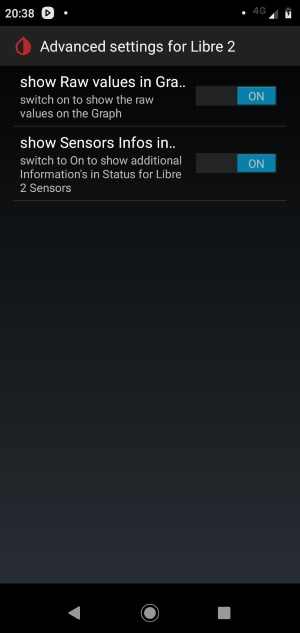 20:38
4G
Advanced settings for Libre 2
show Raw values in Gra..
switch on to show the raw
values on the Graph
ON
show Sensors Infos in..
switch to On to show additional
Information's in Status for Libre
2 Sensors
ON